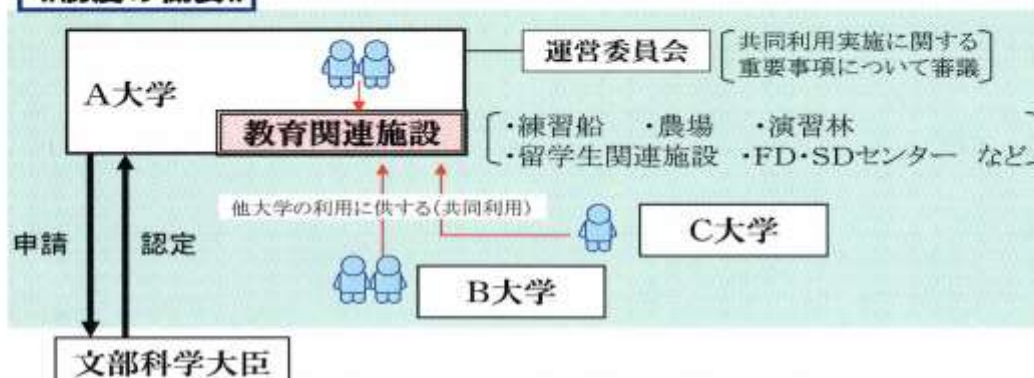 A大学
運営委員会
共同利用実施に関する
重要事項について審議
教育関連施設
・練習船 ・農場 ・演習林
・留学生関連施設 ・FD・SDセンター など
他大学の利用に供する(共同利用)
C大学
申請
認定
B大学
文部科学大臣